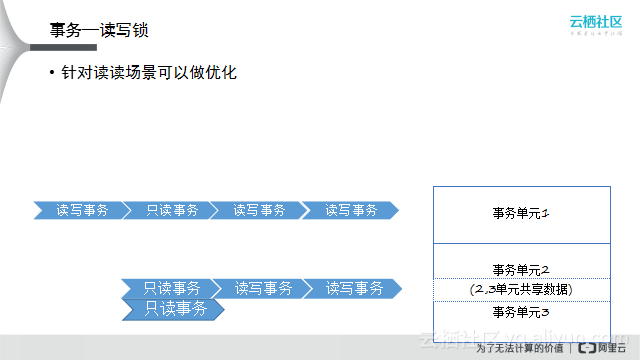 事务—读写锁
云栖社区
• 针对读读场景可以做优化
读写事务 只读事务 读写事务 读写事务
事务单元1
只读事务 读写事务 读写事务
只读事务
事务单元2
(2,3单元共享数据)
事务单元3
云栖社区 yq.aliyun.com
为了无法计算的价值 | 阿里云